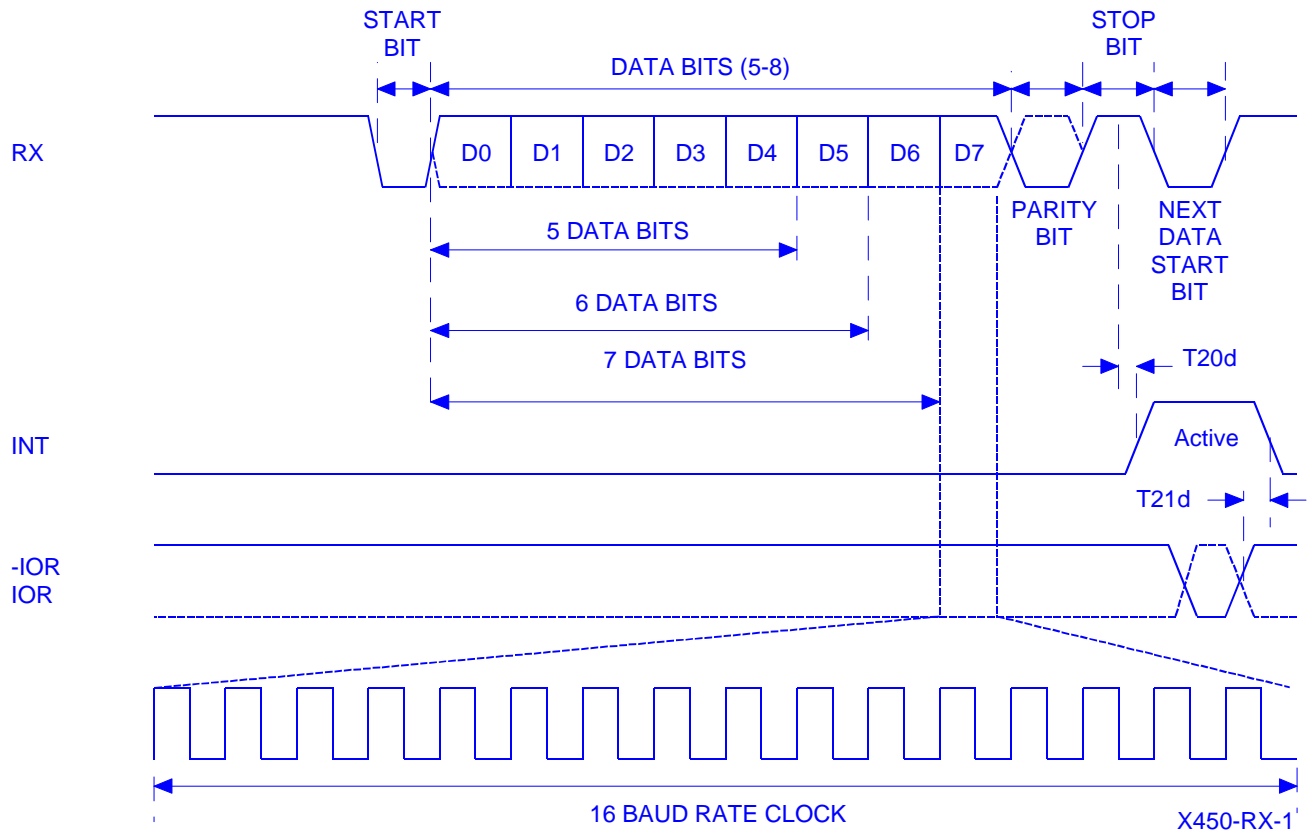 START
BIT
STOP
BIT
DATA BITS (5-8)
RX
D0 D1 D2 D3 D4 D5 D6 D7
PARITY
BIT
NEXT
DATA
START
BIT
5 DATA BITS
6 DATA BITS
7 DATA BITS
T20d
INT
Active
T21d
-IOR
IOR
16 BAUD RATE CLOCK
X450-RX-1